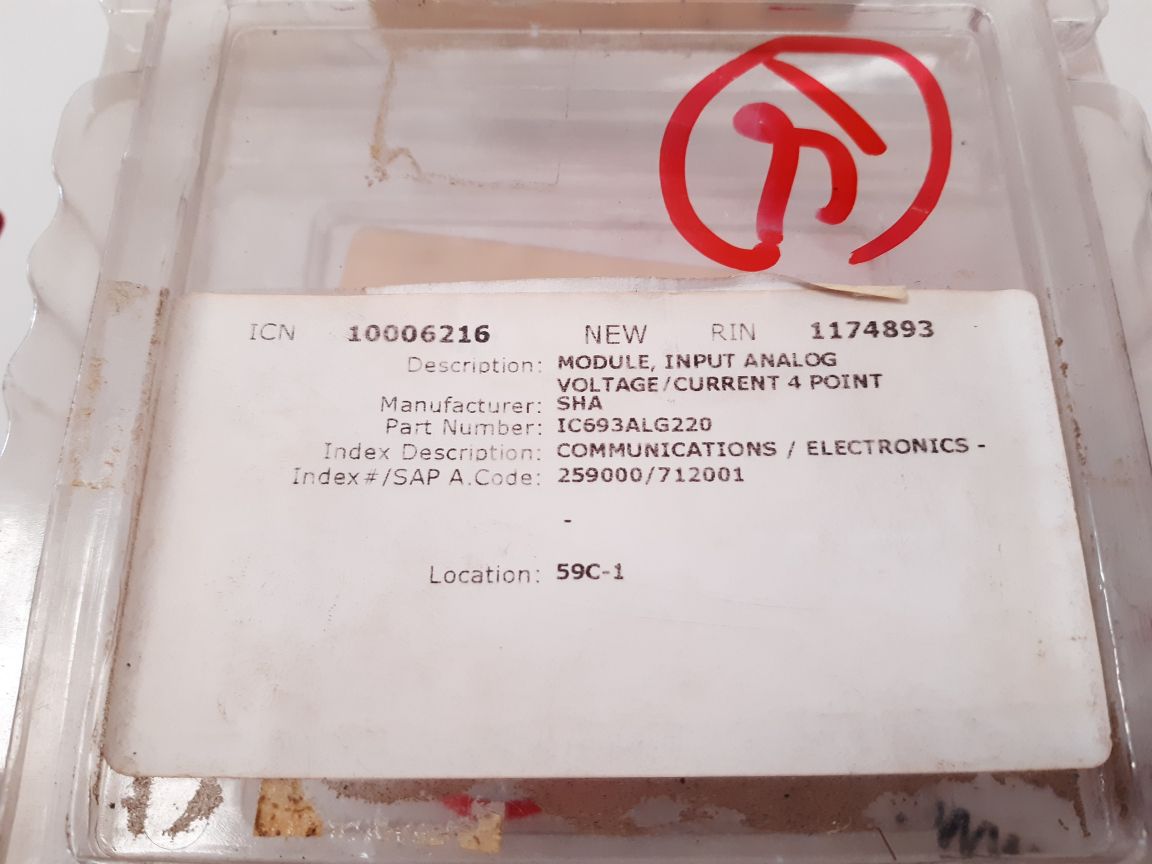 ICN 10006216 NEW RIN 1174893
Description: MODULE, INPUT ANALOG
VOLTAGE/CURRENT 4 POINT
Manufacturer: SHA
Part Number: IC693ALG220
Index Description: COMMUNICATIONS / ELECTRONICS -
Index#/SAP A.Code: 259000/712001
-
Location: 59C-1